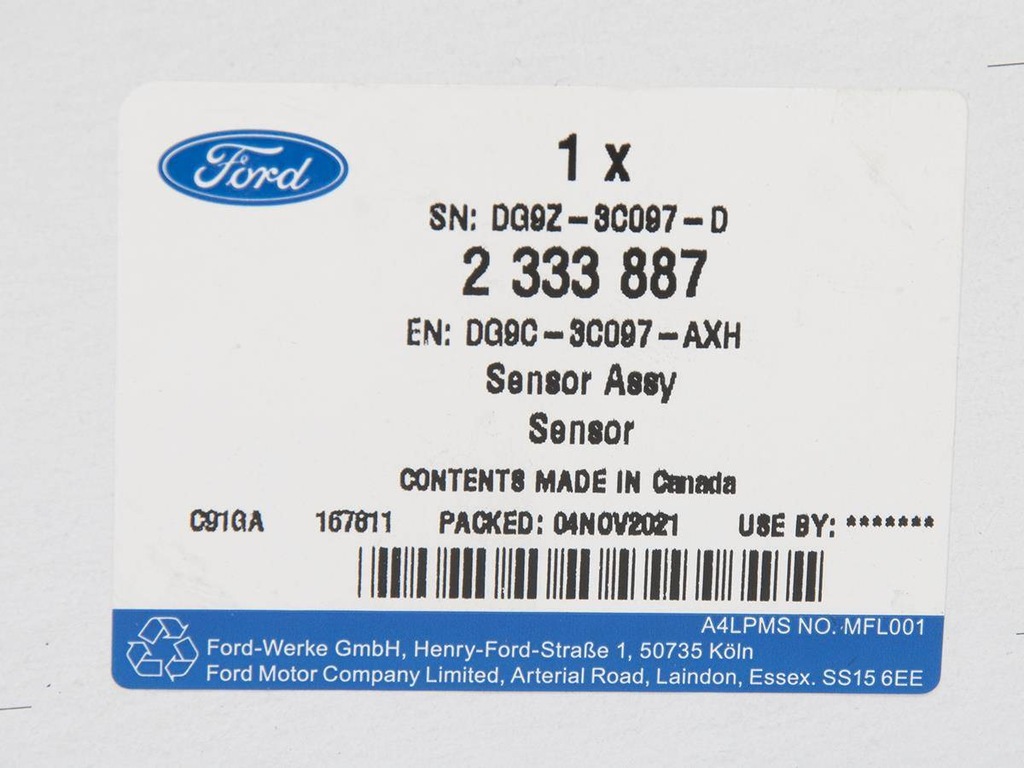 Ford
1 x
SN: DG9Z-3C097-D
2 333 887
EN: DG9C-3C097-AXH
Sensor Assy
Sensor
CONTENTS MADE IN Canada
C91GA 167811 PACKED: 04NOV2021 USE BY: *******
A4LPMS NO. MFL001
Ford-Werke GmbH, Henry-Ford-Straße 1, 50735 Köln
Ford Motor Company Limited, Arterial Road, Laindon, Essex. SS15 6EE